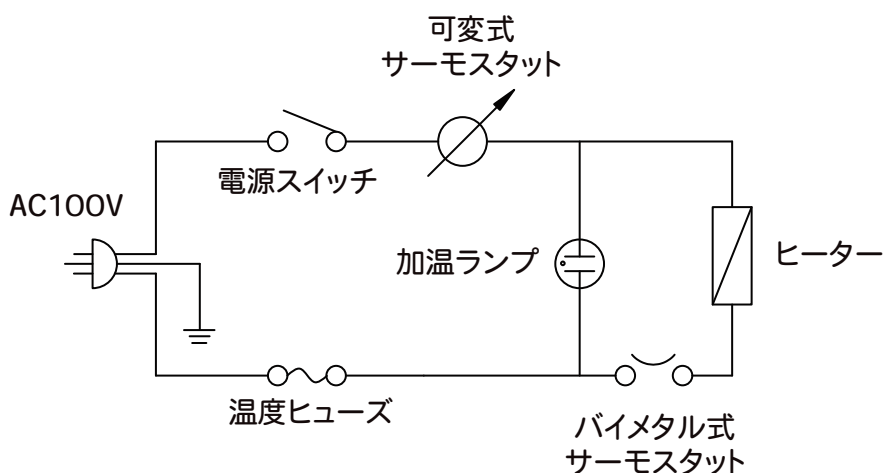 可変式
サーモスタット
電源スイッチ
AC100V
加温ランプ
ヒーター
温度ヒューズ
バイメタル式
サーモスタット